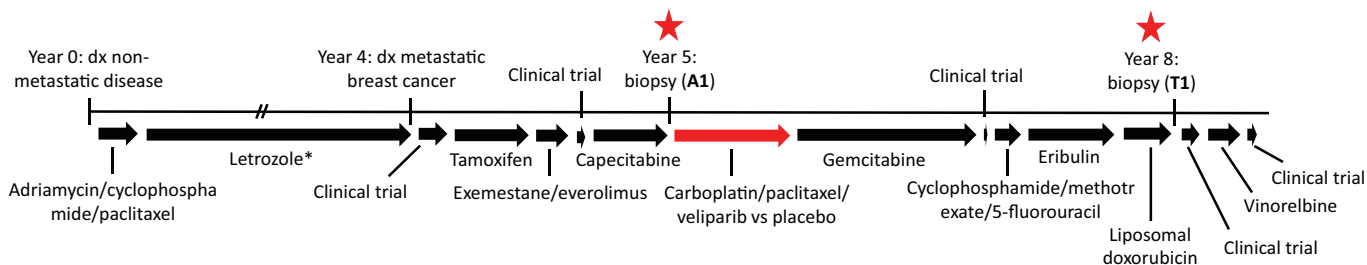 Year 0: dx non-
metastatic disease
Year 4: dx metastatic
breast cancer
Clinical trial
Year 5:
biopsy (A1)
Clinical trial
Year 8:
biopsy (T1)
Letrozole*
Tamoxifen
Capecitabine
Gemcitabine
Eribulin
Adriamycin/cyclophospha
mide/paclitaxel
Clinical trial
Exemestane/everolimus
Carboplatin/paclitaxel/
veliparib vs placebo
Cyclophosphamide/methotr
exate/5-fluorouracil
Liposomal
doxorubicin
Clinical trial
Vinorelbine
Clinical trial